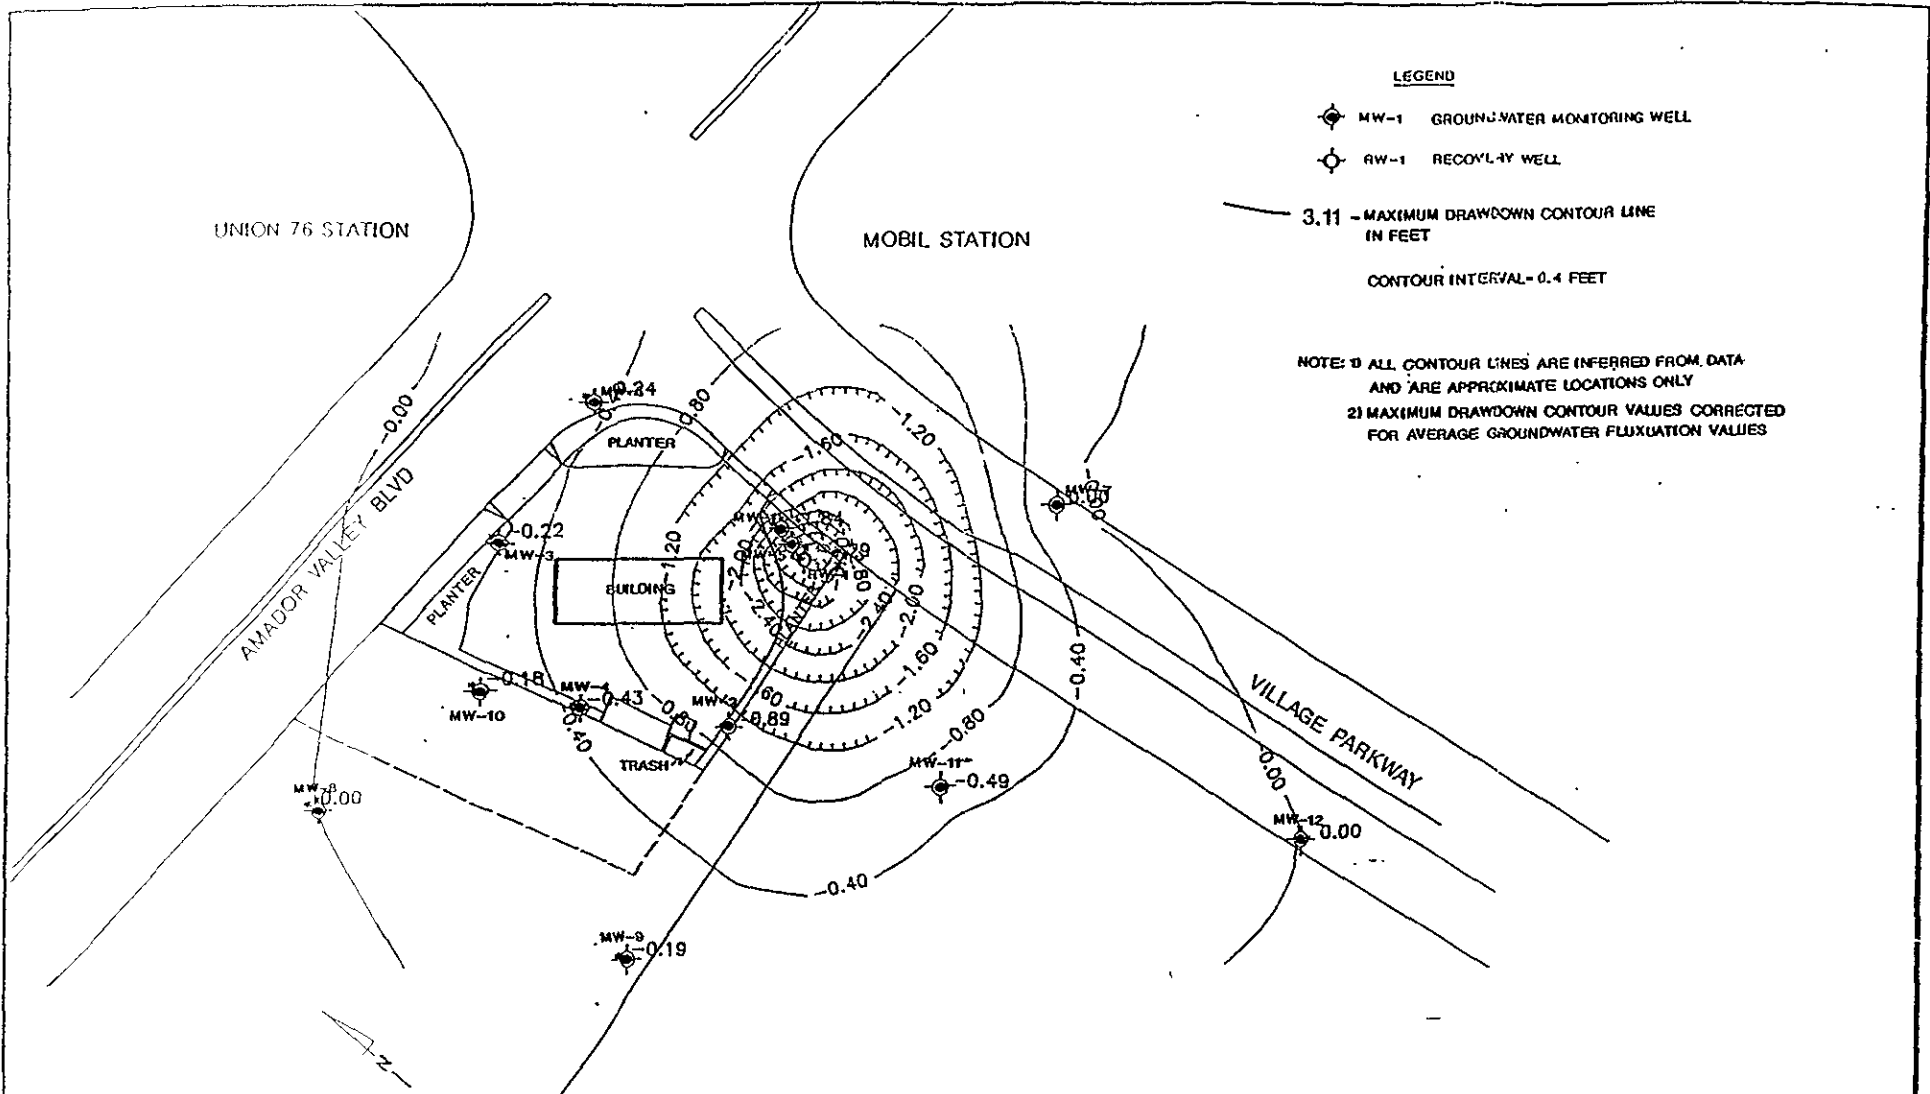 LEGEND
MW-1 GROUNDWATER MONITORING WELL
RW-1 RECOVERY WELL
3.11 - MAXIMUM DRAWDOWN CONTOUR LINE
IN FEET
CONTOUR INTERVAL- 0.4 FEET
NOTE: 1) ALL CONTOUR LINES ARE INFERRED FROM DATA
AND ARE APPROXIMATE LOCATIONS ONLY
2) MAXIMUM DRAWDOWN CONTOUR VALUES CORRECTED
FOR AVERAGE GROUNDWATER FLUXUATION VALUES
UNION 76 STATION
MOBIL STATION
-0.00
-0.80
-1.20
-1.60
PLANTER
MW-7
0.00
-0.22
MW-3
PLANTER
BUILDING
-1.20
-2.00
-2.40
PLANTER
-2.40
-2.00
-1.60
-1.20
-0.80
-0.40
AMADOR VALLEY BLVD
VILLAGE PARKWAY
-0.18
MW-10
MW-4
-0.43
-0.40
-0.80
-0.89
TRASH
MW-11
-0.49
-0.00
MW-8
0.00
MW-12
0.00
-0.40
MW-9
-0.19
N